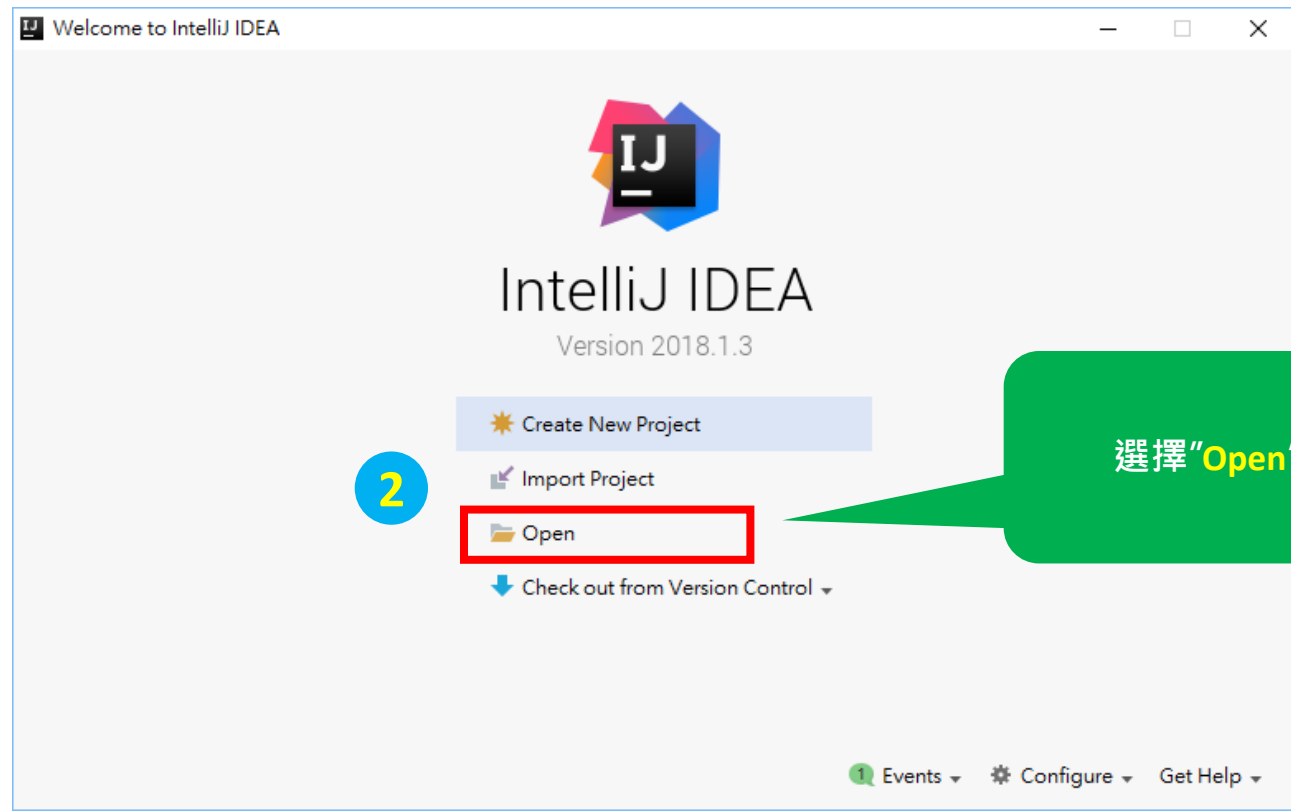 Welcome to IntelliJ IDEA
IJ
IntelliJ IDEA
Version 2018.1.3
Create New Project
2
Import Project
選擇"Open"
Open
Check out from Version Control
1 Events
Configure
Get Help